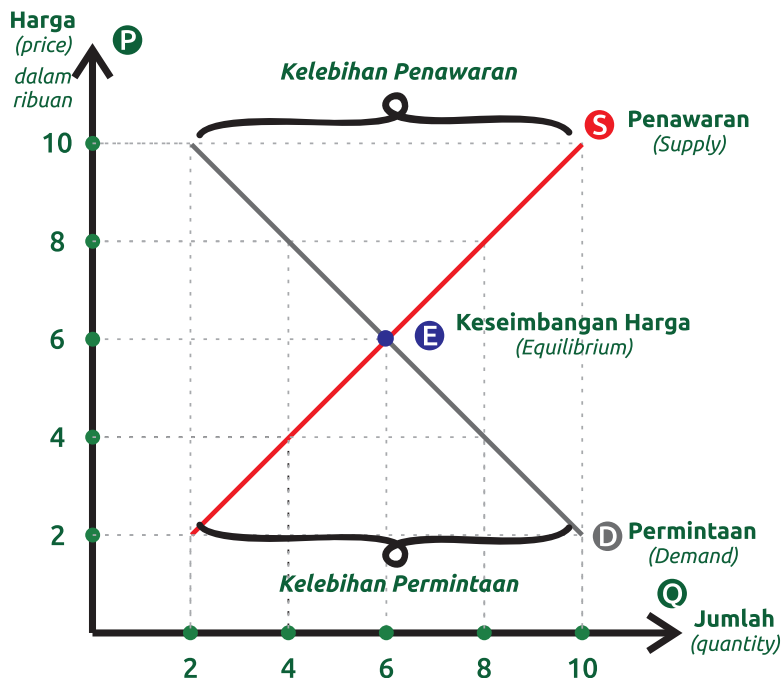 Harga
(price)
dalam
ribuan
P
Kelebihan Penawaran
S
Penawaran
(Supply)
10
8
6
4
2
E
Keseimbangan Harga
(Equilibrium)
D
Permintaan
(Demand)
Kelebihan Permintaan
Q
Jumlah
(quantity)
2 4 6 8 10